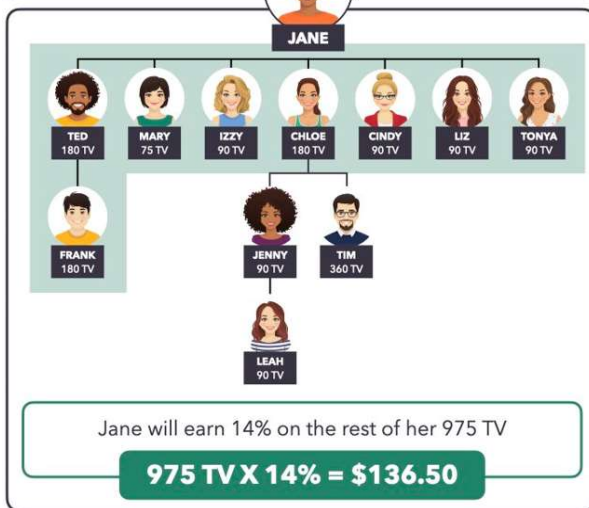 JANE
TED
180 TV
MARY
75 TV
IZZY
90 TV
CHLOE
180 TV
CINDY
90 TV
LIZ
90 TV
TONYA
90 TV
FRANK
180 TV
JENNY
90 TV
TIM
360 TV
LEAH
90 TV
Jane will earn 14% on the rest of her 975 TV
975 TV X 14% = $136.50